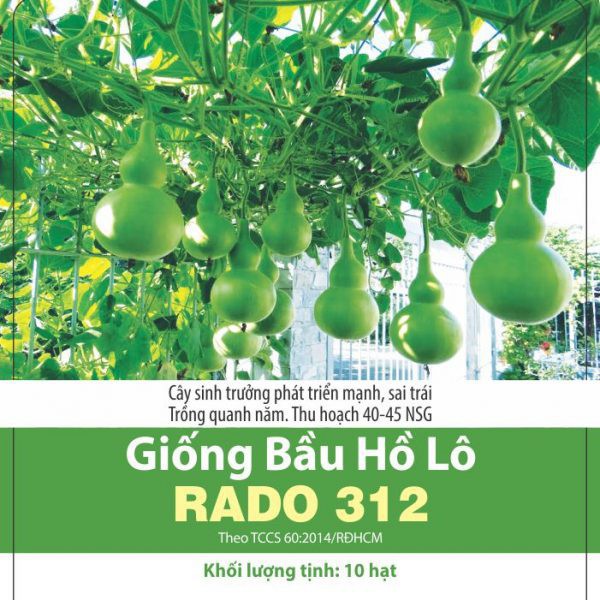 Cây sinh trưởng phát triển mạnh, sai trái
Trồng quanh năm. Thu hoạch 40-45 NSG
Giống Bầu Hồ Lô
RADO 312
Theo TCCS 60:2014/RĐHCM
Khối lượng tịnh: 10 hạt